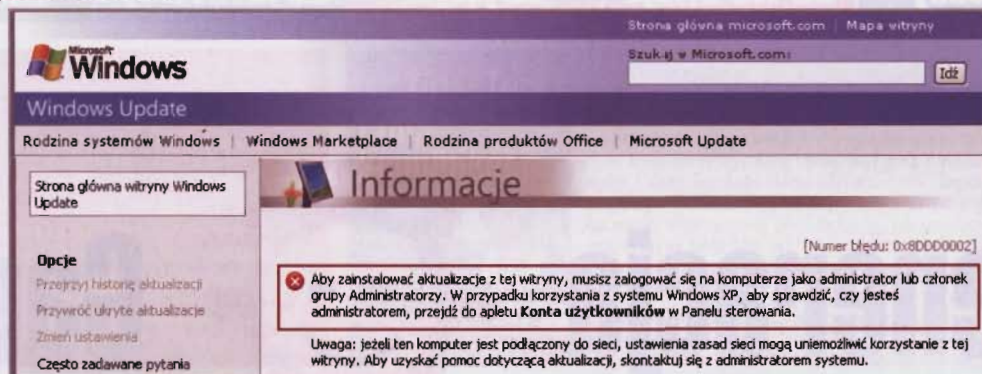 Strona główna microsoft.com | Mapa witryny
Microsoft
Windows
Szukaj w Microsoft.com:
Idź
Windows Update
Rodzina systemów Windows | Windows Marketplace | Rodzina produktów Office | Microsoft Update
Strona główna witryny Windows
Update
Informacje
[Numer błędu: 0x8DDD0002]
Opcje
Przejrzyj historię aktualizacji
Przywróć ukryte aktualizacje
Zmień ustawienia
Często zadawane pytania
Aby zainstalować aktualizacje z tej witryny, musisz zalogować się na komputerze jako administrator lub członek
grupy Administratorzy. W przypadku korzystania z systemu Windows XP, aby sprawdzić, czy jesteś
administratorem, przejdź do apletu Konta użytkowników w Panelu sterowania.
Uwaga: jeżeli ten komputer jest podłączony do sieci, ustawienia zasad sieci mogą uniemożliwić korzystanie z tej
witryny. Aby uzyskać pomoc dotyczącą aktualizacji, skontaktuj się z administratorem systemu.